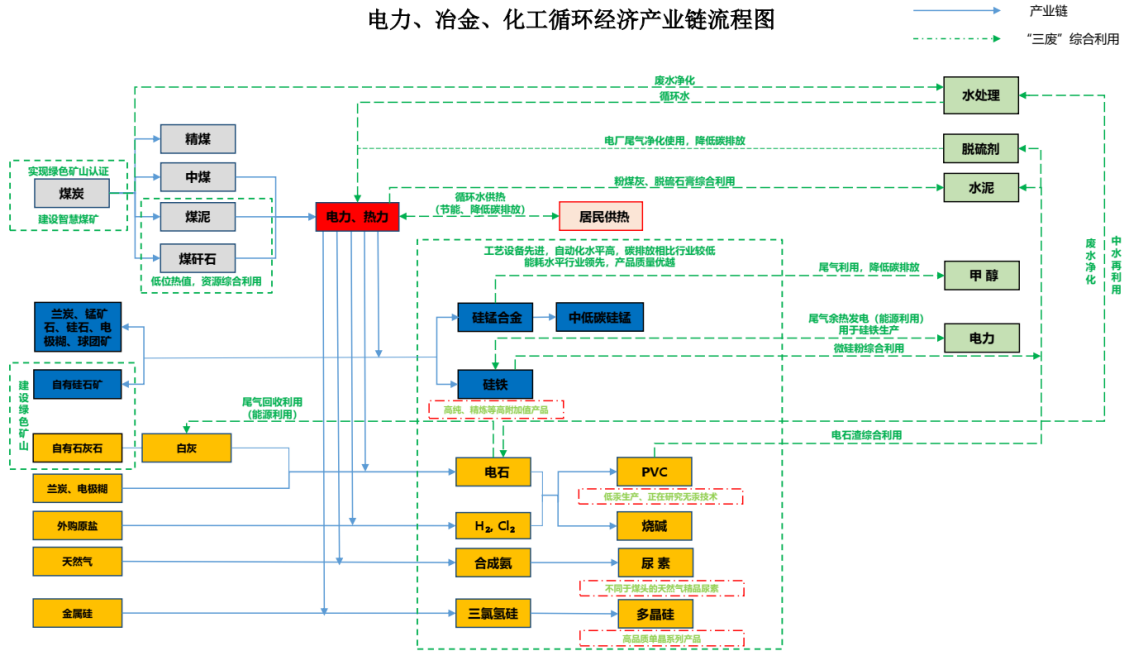 电力、冶金、化工循环经济产业链流程图
产业链
“三废”综合利用
废水净化
循环水
水处理
精煤
电厂尾气净化使用，降低碳排放
脱硫剂
实现绿色矿山认证
煤炭
建设智慧煤矿
中煤
粉煤灰、脱硫石膏综合利用
水泥
煤泥
电力、热力
循环水供热
（节能、降低碳排放）
居民供热
煤矸石
低位热值，资源综合利用
工艺设备先进，自动化水平高，碳排放相比行业较低
能耗水平行业领先，产品质量优越
废水净化
中水再利用
尾气利用，降低碳排放
甲醇
兰炭、锰矿
石、硅石、电
极糊、球团矿
硅锰合金
中低碳硅锰
尾气余热发电（能源利用）
用于硅铁生产
电力
微硅粉综合利用
建设绿色矿山
自有硅石矿
硅铁
高纯、精炼等高附加值产品
尾气回收利用
（能源利用）
自有石灰石
白灰
电石渣综合利用
电石
PVC
兰炭、电极糊
低汞生产、正在研究无汞技术
外购原盐
H₂, Cl₂
烧碱
天然气
合成氨
尿素
不同于煤头的天然气精品尿素
金属硅
三氯氢硅
多晶硅
高品质单晶系列产品